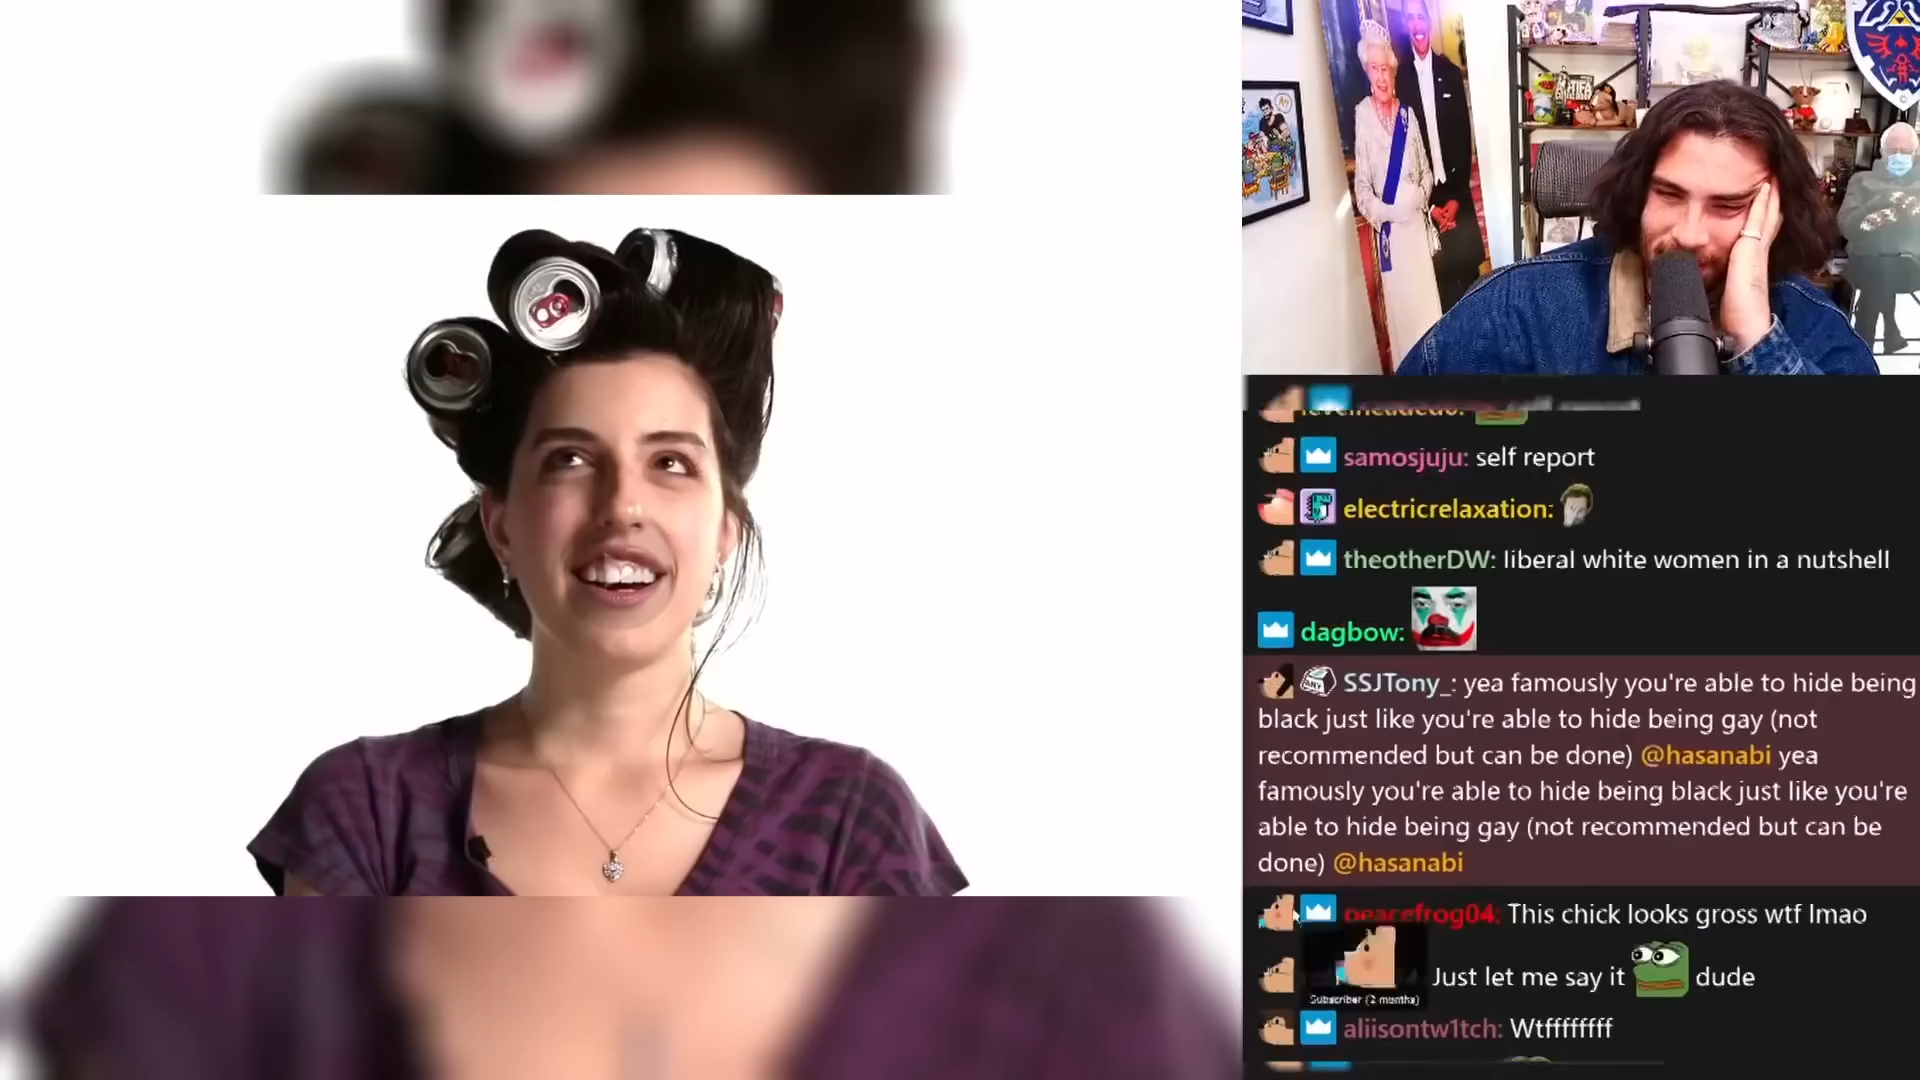 ANTIFA
samosjuju: self report
electricrelaxation:
theotherDW: liberal white women in a nutshell
dagbow:
SSJTony_: yea famously you're able to hide being
black just like you're able to hide being gay (not
recommended but can be done) @hasanabi yea
famously you're able to hide being black just like you're
able to hide being gay (not recommended but can be
done) @hasanabi
peacefrog04: This chick looks gross wtf lmao
Just let me say it dude
Subscriber (2 months)
aliisontw1tch: Wtffffffff